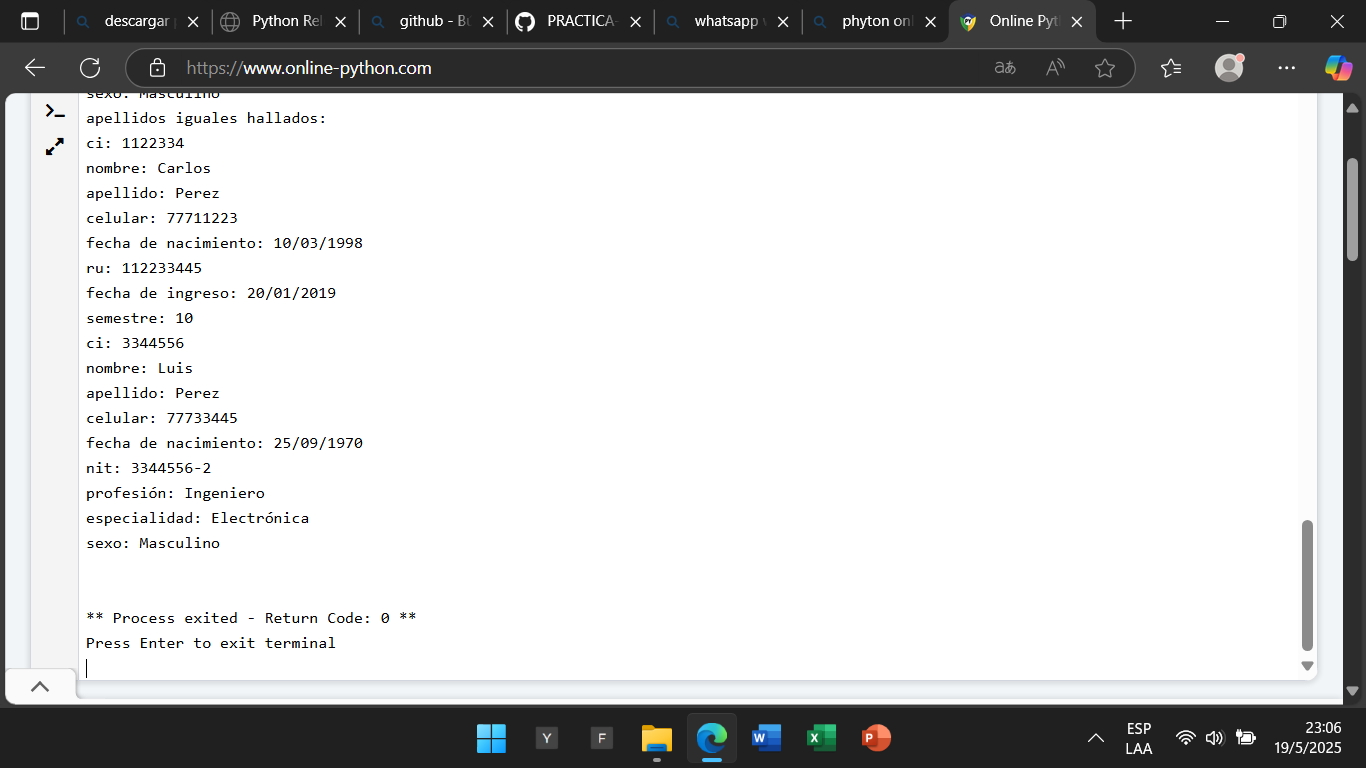 descargar
Python Rel
github - Bú
PRACTICA-
whatsapp w
phyton onl
Online Pyt
https://www.online-python.com
sexo: Masculino
apellidos iguales hallados:
ci: 1122334
nombre: Carlos
apellido: Perez
celular: 77711223
fecha de nacimiento: 10/03/1998
ru: 112233445
fecha de ingreso: 20/01/2019
semestre: 10
ci: 3344556
nombre: Luis
apellido: Perez
celular: 77733445
fecha de nacimiento: 25/09/1970
nit: 3344556-2
profesión: Ingeniero
especialidad: Electrónica
sexo: Masculino
** Process exited - Return Code: 0 **
Press Enter to exit terminal
Y
F
ESP
LAA
23:06
19/5/2025